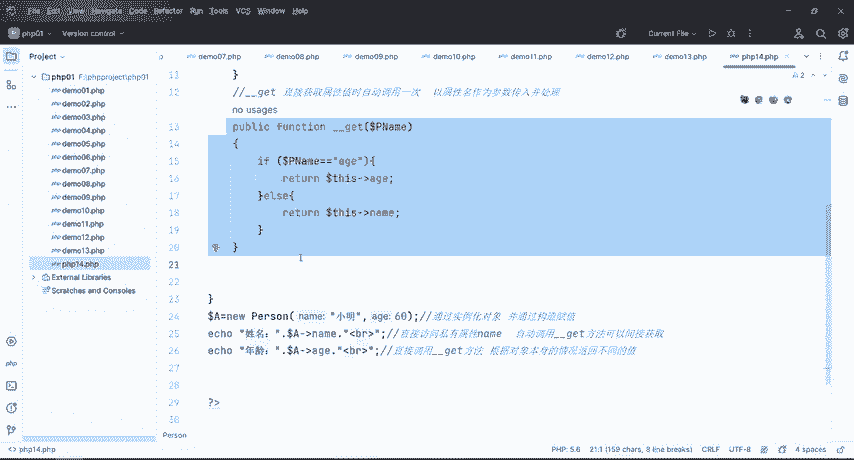 File Edit View Navigate Code Refactor Run Tools VCS Window Help
php01 Version control Current File
Project
demo07.php demo08.php demo09.php demo10.php demo11.php demo12.php demo13.php php14.php
php01 F:\phpproject\php01
demo01.php
demo02.php
demo03.php
demo04.php
demo05.php
demo06.php
demo07.php
demo08.php
demo09.php
demo10.php
demo11.php
demo12.php
demo13.php
php14.php
External Libraries
Scratches and Consoles
2
11 }
12 //__get 直接获取属性值时自动调用一次 以属性名作为参数传入并处理
no usages
13 public function __get($PName)
14 {
15 if ($PName=="age"){
16 return $this->age;
17 }else{
18 return $this->name;
19 }
20 }
21
22
23 }
24 $A=new Person( name: "小明", age: 60);//通过实例化对象 并通过构造赋值
25 echo "姓名：".$A->name."<br>";//直接访问私有属性name 自动调用__get方法可以间接获取
26 echo "年龄：".$A->age."<br>";//直接调用__get方法 根据对象本身的情况返回不同的值
27
28
29 ?>
30
Person
php
php14.php PHP: 5.6 21:1 (159 chars, 8 line breaks) CRLF UTF-8 4 spaces